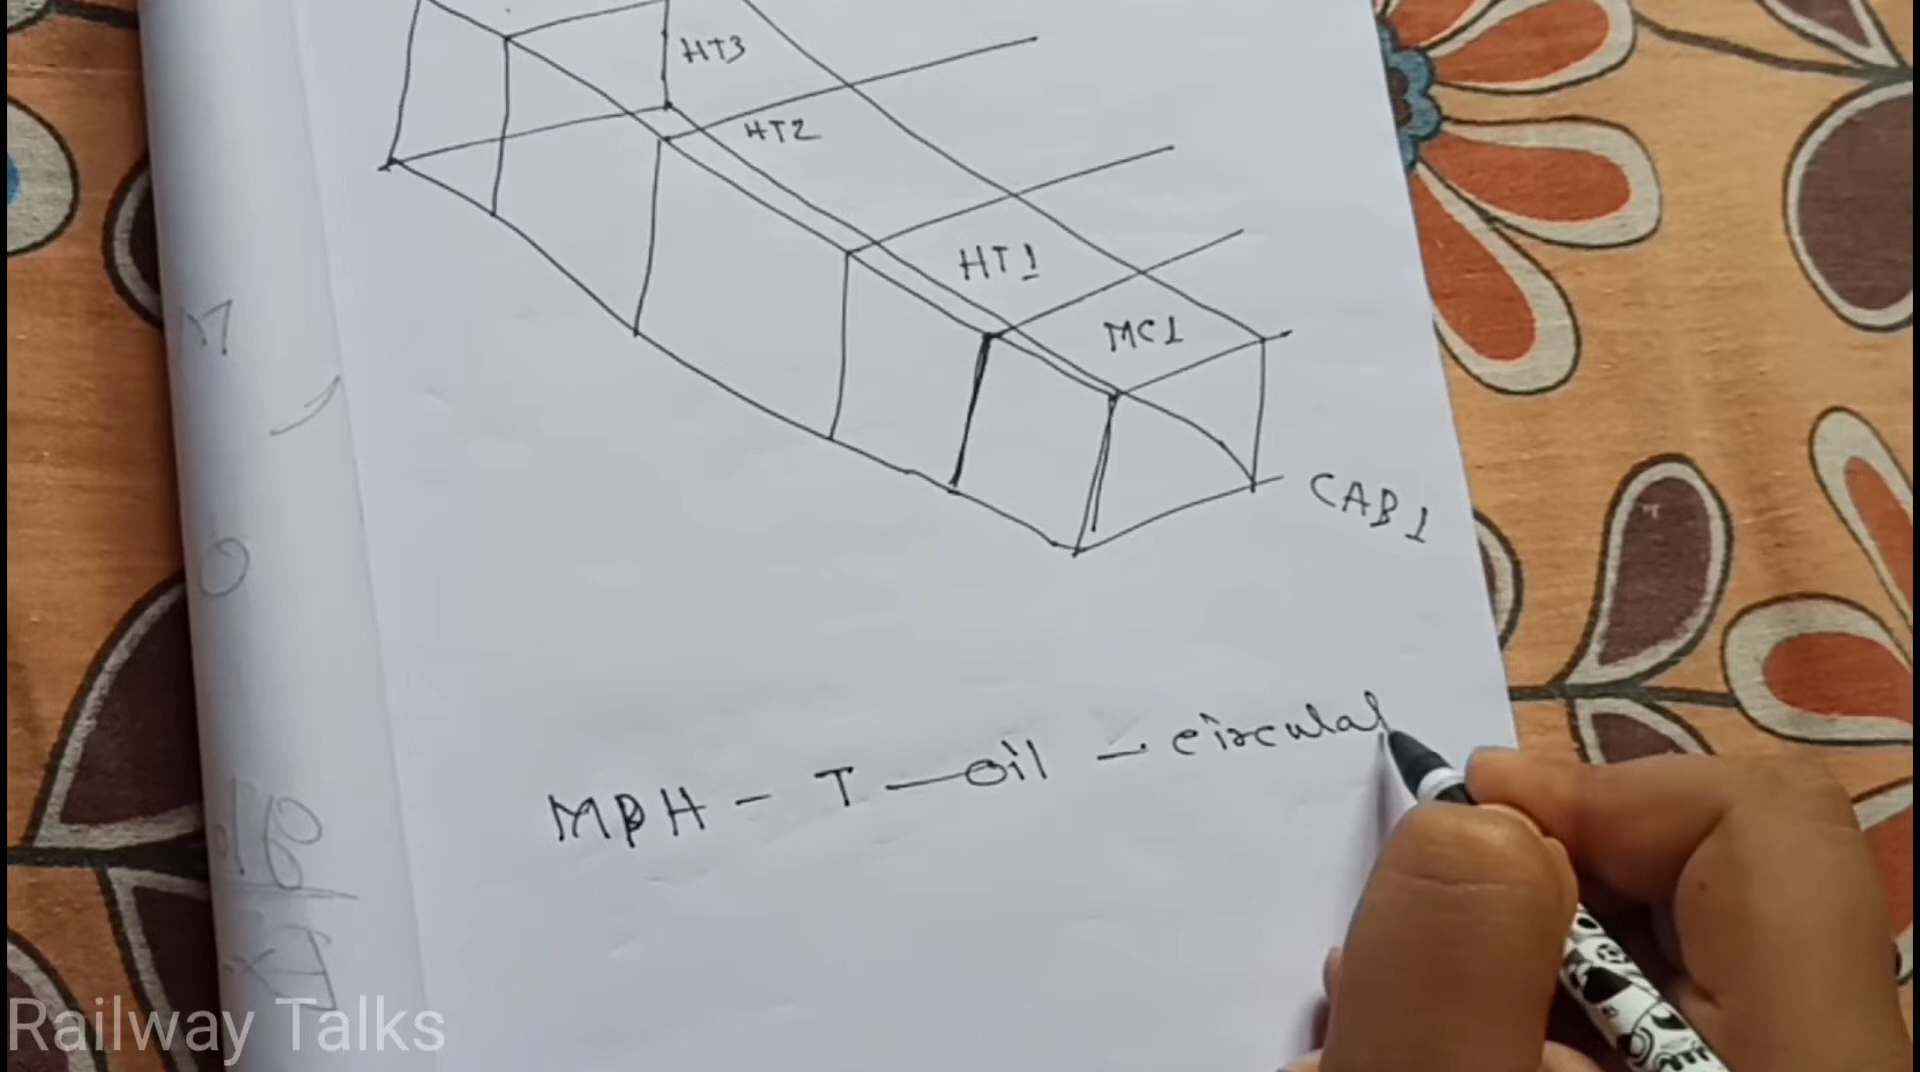 HT3
HT2
HT1
MC1
CAB1
MPH - T - oil - circular
Railway Talks